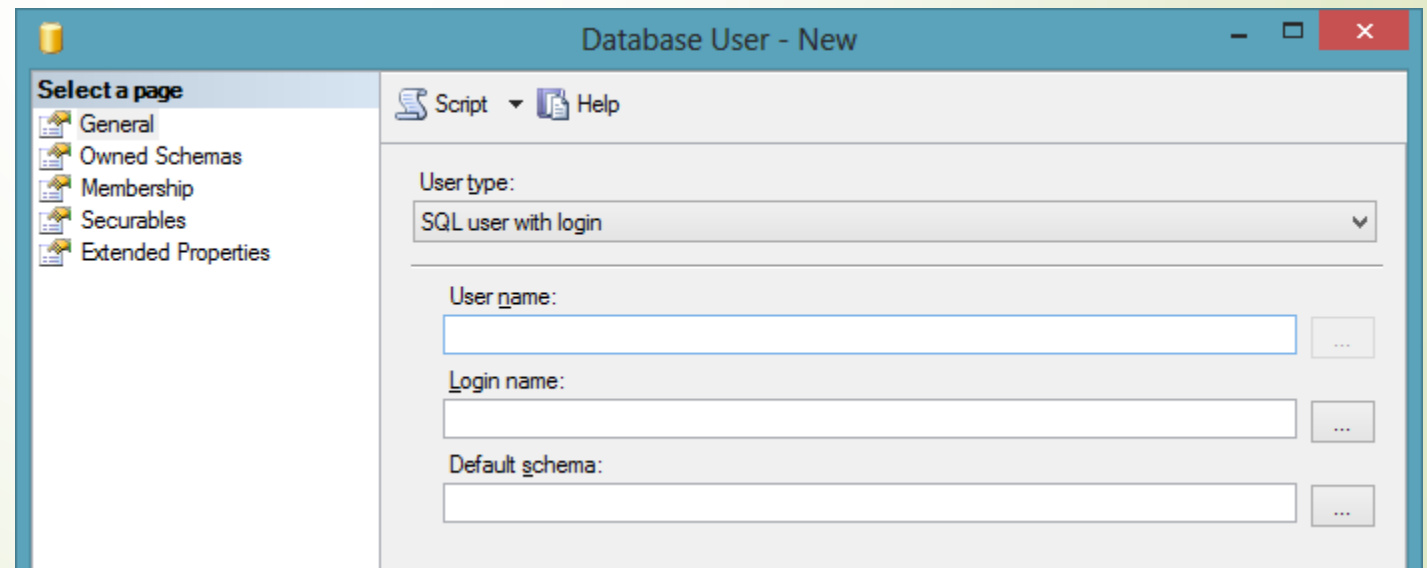 Database User - New
Select a page
General
Owned Schemas
Membership
Securables
Extended Properties
Script
Help
User type:
SQL user with login
User name:
...
Login name:
...
Default schema:
...